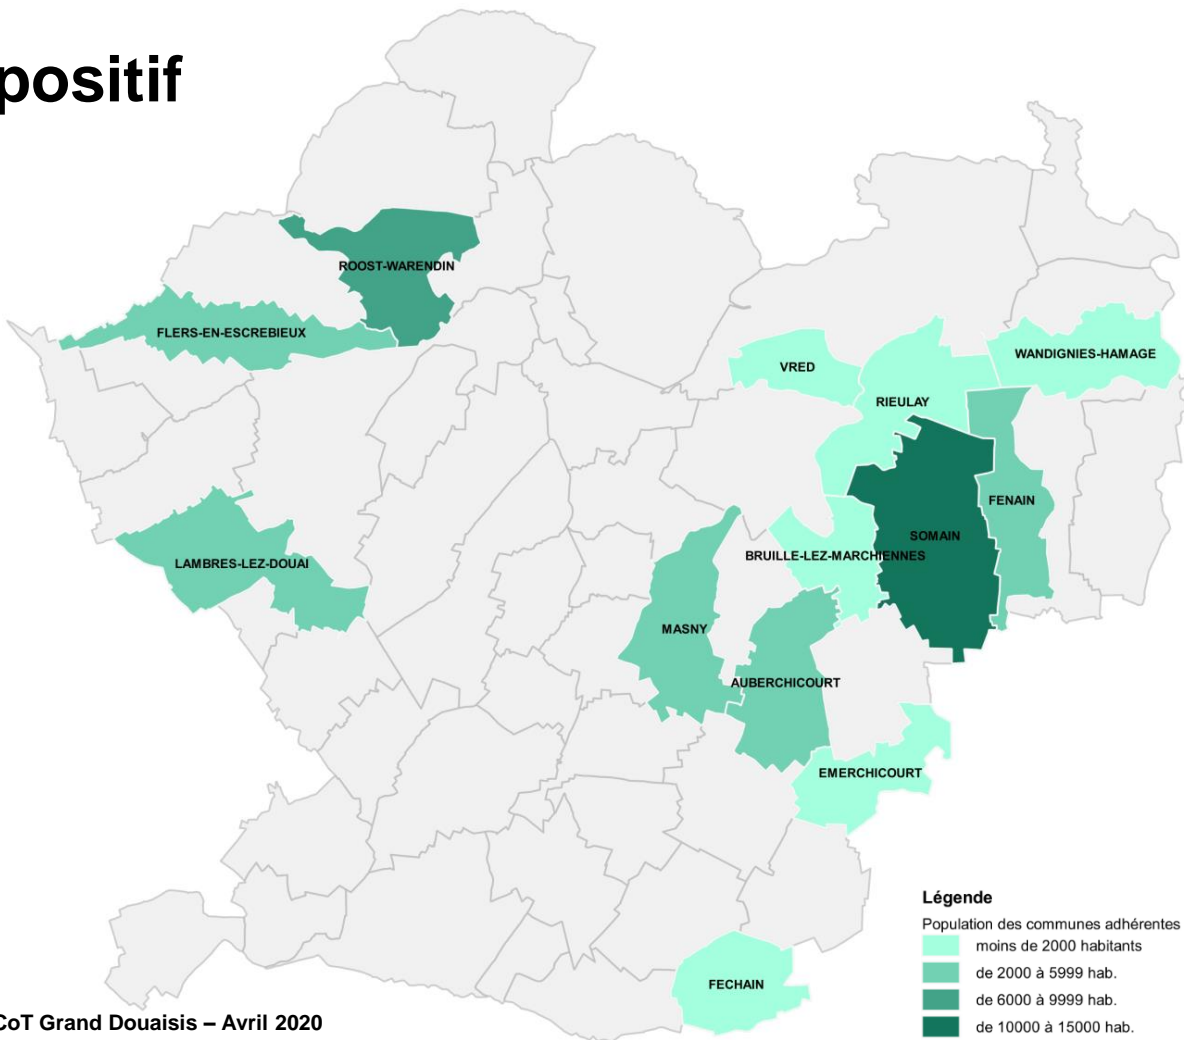 positif
ROOST-WARENDIN
FLERS-EN-ESCREBIEUX
WANDIGNIES-HAMAGE
VRED
RIEULAY
FENAIN
SOMAIN
BRUILLE-LEZ-MARCHIENNES
LAMBRES-LEZ-DOUAI
MASNY
AUBERCHICOURT
EMERCHICOURT
FECHAIN
Légende
Population des communes adhérentes
moins de 2000 habitants
de 2000 à 5999 hab.
de 6000 à 9999 hab.
de 10000 à 15000 hab.
CoT Grand Douaisis – Avril 2020